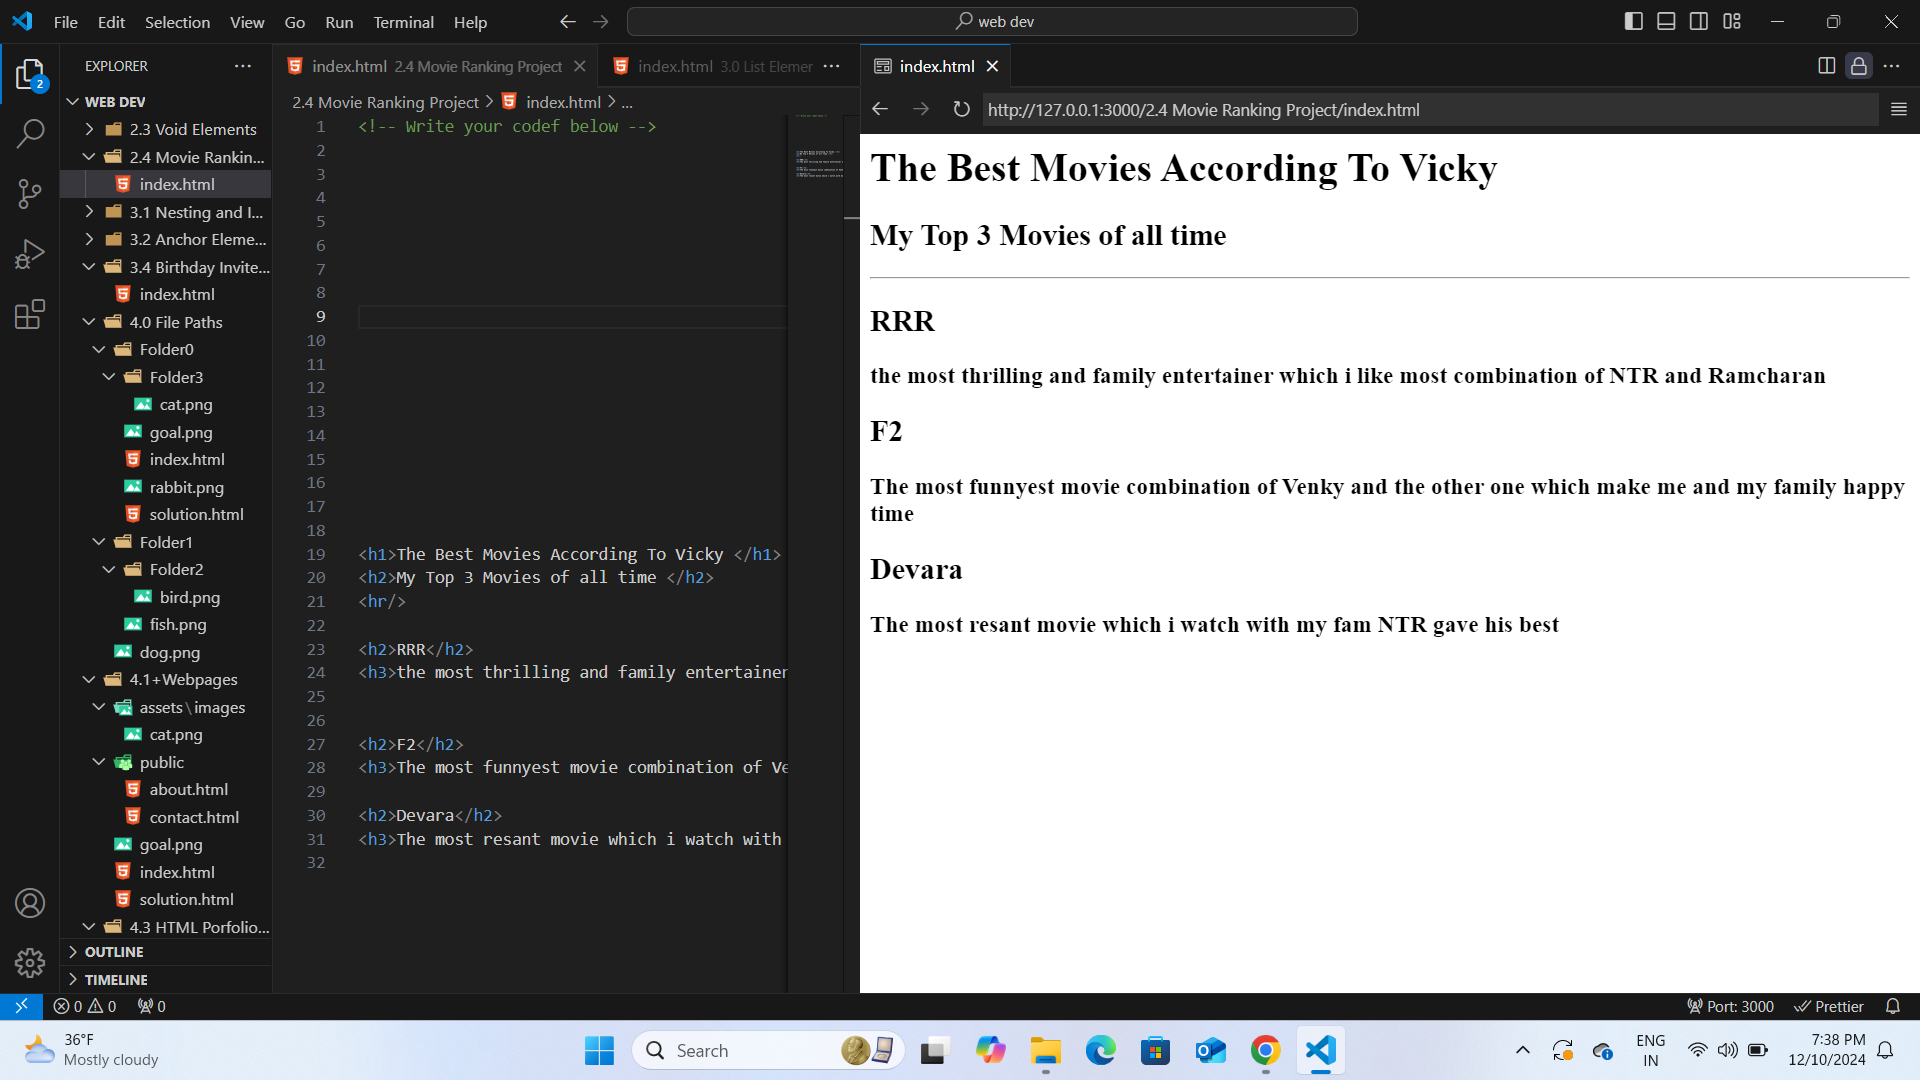 File Edit Selection View Go Run Terminal Help
web dev
EXPLORER
WEB DEV
2.3 Void Elements
2.4 Movie Rankin...
index.html
3.1 Nesting and I...
3.2 Anchor Eleme...
3.4 Birthday Invite...
index.html
4.0 File Paths
Folder0
Folder3
cat.png
goal.png
index.html
rabbit.png
solution.html
Folder1
Folder2
bird.png
fish.png
dog.png
4.1+Webpages
assets\images
cat.png
public
about.html
contact.html
goal.png
index.html
solution.html
4.3 HTML Porfolio...
OUTLINE
TIMELINE
2
index.html 2.4 Movie Ranking Project
index.html 3.0 List Elemer
2.4 Movie Ranking Project > index.html > ...
1 <!-- Write your codef below -->
2
3
4
5
6
7
8
9
10
11
12
13
14
15
16
17
18
19 <h1>The Best Movies According To Vicky </h1>
20 <h2>My Top 3 Movies of all time </h2>
21 <hr/>
22
23 <h2>RRR</h2>
24 <h3>the most thrilling and family entertainer
25
26
27 <h2>F2</h2>
28 <h3>The most funnyest movie combination of Ve
29
30 <h2>Devara</h2>
31 <h3>The most resant movie which i watch with
32
index.html
http://127.0.0.1:3000/2.4 Movie Ranking Project/index.html
The Best Movies According To Vicky
My Top 3 Movies of all time
RRR
the most thrilling and family entertainer which i like most combination of NTR and Ramcharan
F2
The most funnyest movie combination of Venky and the other one which make me and my family happy
time
Devara
The most resant movie which i watch with my fam NTR gave his best
0 0 0
Port: 3000 Prettier
36°F
Mostly cloudy
Search
ENG
IN
7:38 PM
12/10/2024